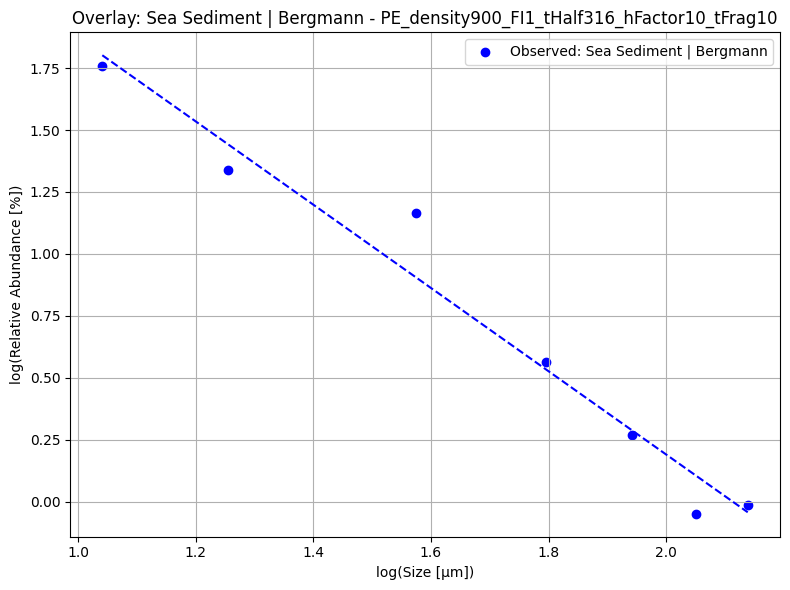 Overlay: Sea Sediment | Bergmann - PE_density900_FI1_tHalf316_hFactor10_tFrag10
Observed: Sea Sediment | Bergmann
log(Relative Abundance [%])
1.75
1.50
1.25
1.00
0.75
0.50
0.25
0.00
1.0 1.2 1.4 1.6 1.8 2.0
log(Size [µm])